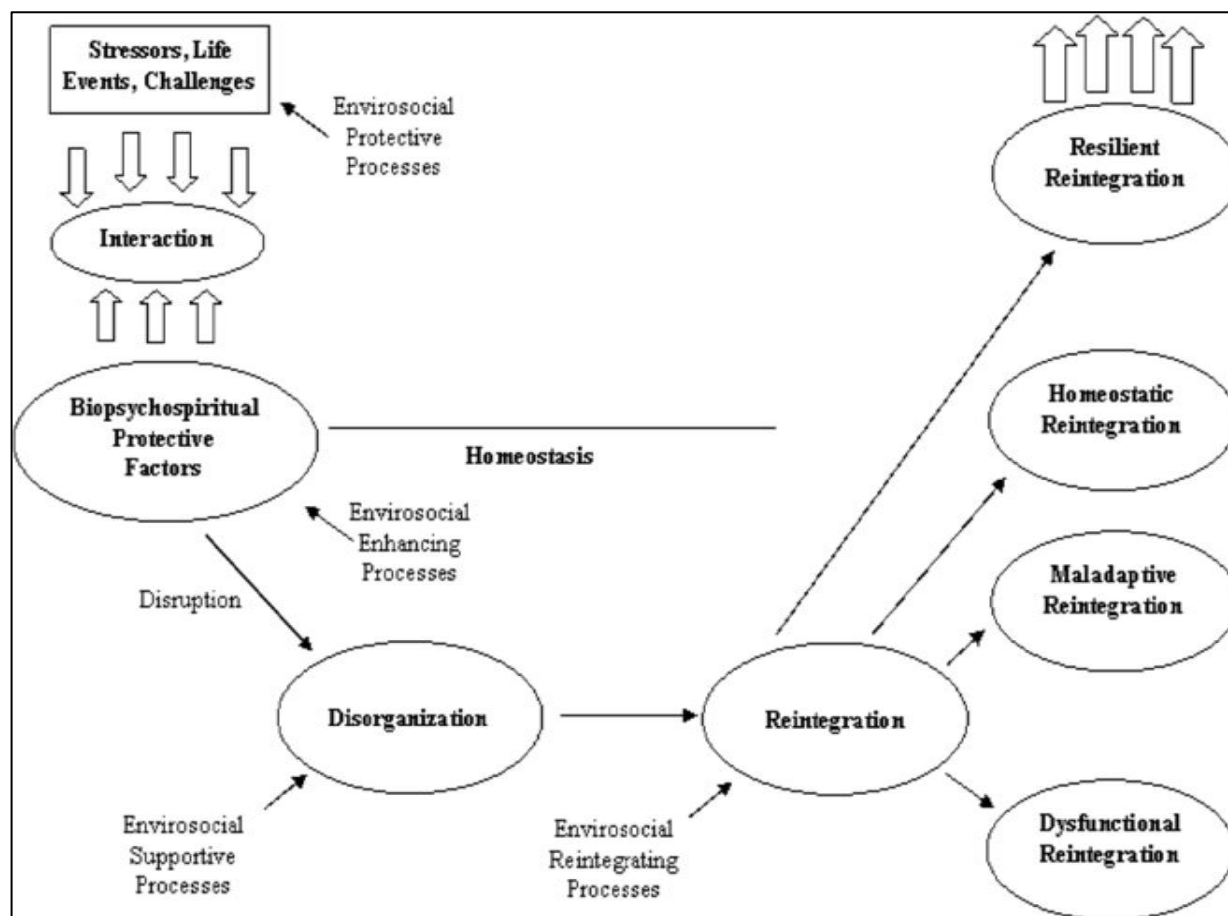 Stressors, Life
Events, Challenges
Envirosocial
Protective
Processes
Interaction
Biopsychospiritual
Protective
Factors
Homeostasis
Envirosocial
Enhancing
Processes
Disruption
Disorganization
Envirosocial
Supportive
Processes
Reintegration
Envirosocial
Reintegrating
Processes
Resilient
Reintegration
Homeostatic
Reintegration
Maladaptive
Reintegration
Dysfunctional
Reintegration